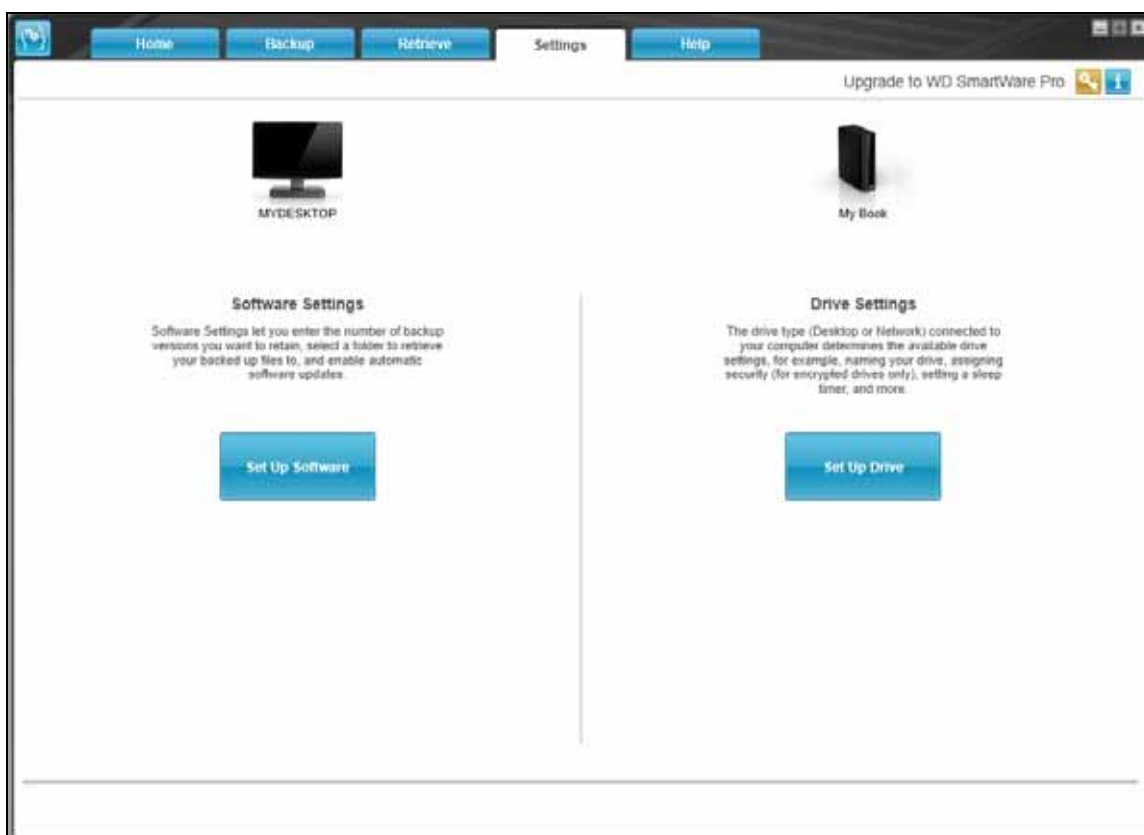 Home Backup Retrieve Settings Help
Upgrade to WD SmartWare Pro
MYDESKTOP
My Book
Software Settings
Software Settings let you enter the number of backup
versions you want to retain, select a folder to retrieve
your backed up files to, and enable automatic
software updates.
Set Up Software
Drive Settings
The drive type (Desktop or Network) connected to
your computer determines the available drive
settings, for example, naming your drive, assigning
security (for encrypted drives only), setting a sleep
timer, and more.
Set Up Drive